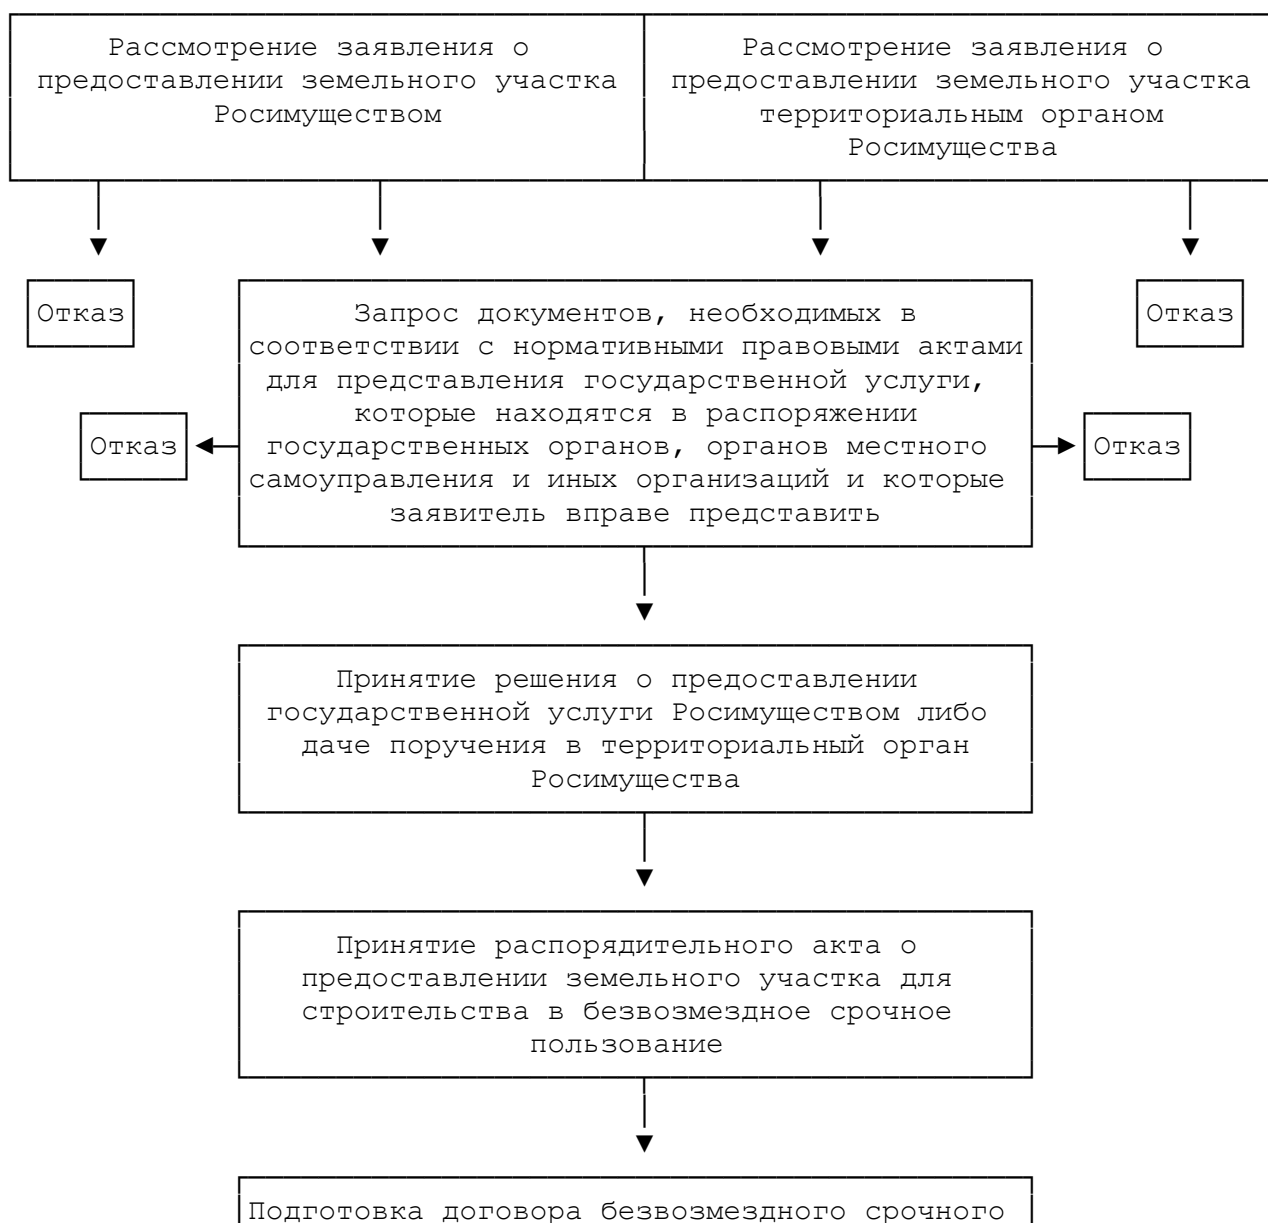 Рассмотрение заявления о
предоставлении земельного участка
Росимуществом
Рассмотрение заявления о
предоставлении земельного участка
территориальным органом
Росимущества
Отказ
Запрос документов, необходимых в
соответствии с нормативными правовыми актами
для представления государственной услуги,
которые находятся в распоряжении
государственных органов, органов местного
самоуправления и иных организаций и которые
заявитель вправе представить
Отказ
Отказ
Отказ
Принятие решения о предоставлении
государственной услуги Росимуществом либо
даче поручения в территориальный орган
Росимущества
Принятие распорядительного акта о
предоставлении земельного участка для
строительства в безвозмездное срочное
пользование
Подготовка договора безвозмездного срочного